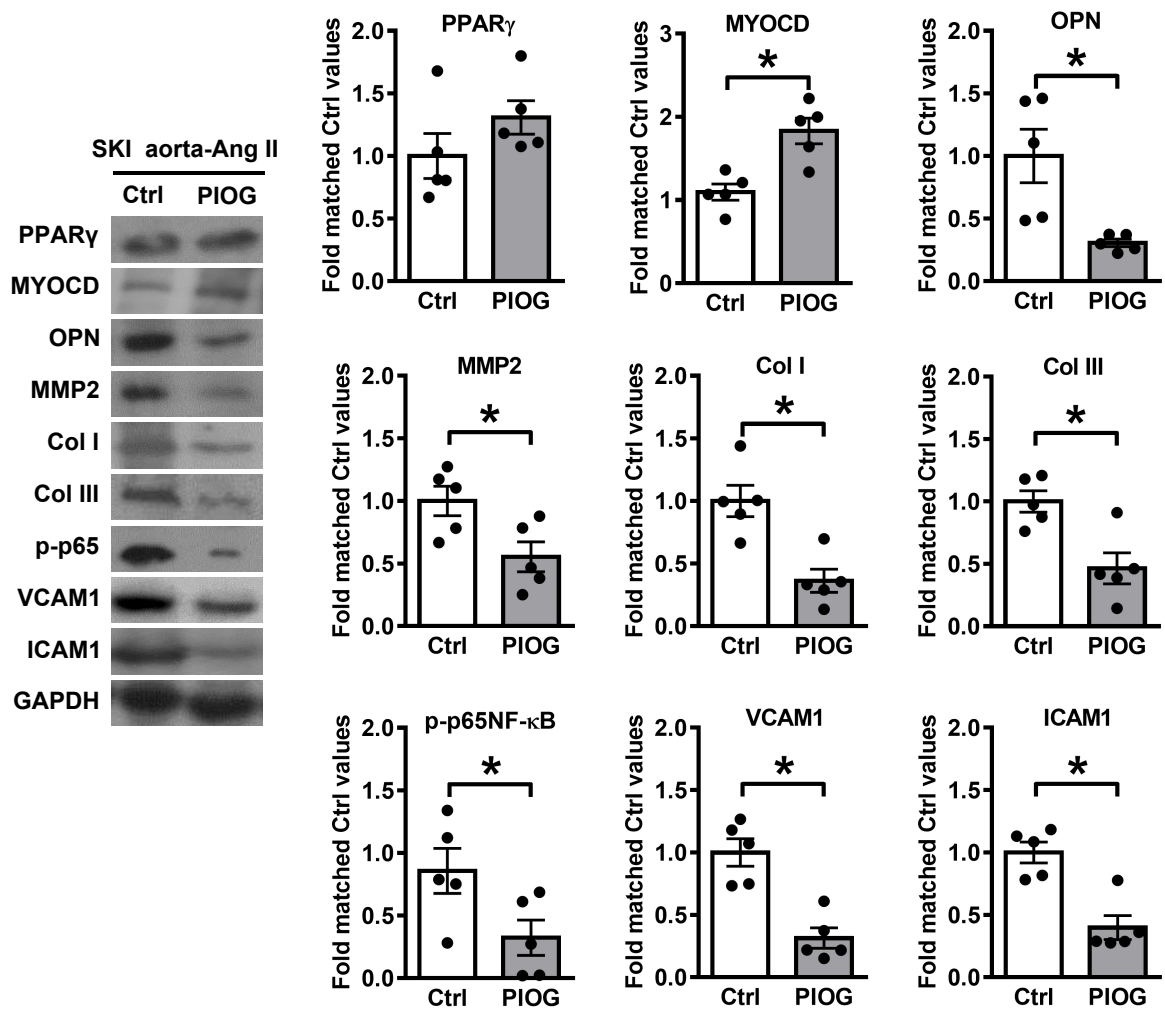 SKI aorta-Ang II
Ctrl PIOG
PPARγ
MYOCD
OPN
MMP2
Col I
Col III
p-p65
VCAM1
ICAM1
GAPDH
PPARγ
Fold matched Ctrl values
2.0
1.5
1.0
0.5
0.0
Ctrl PIOG
MYOCD
Fold matched Ctrl values
3
2
1
0
*
Ctrl PIOG
OPN
Fold matched Ctrl values
2.0
1.5
1.0
0.5
0.0
*
Ctrl PIOG
MMP2
Fold matched Ctrl values
2.0
1.5
1.0
0.5
0.0
*
Ctrl PIOG
Col I
Fold matched Ctrl values
2.0
1.5
1.0
0.5
0.0
*
Ctrl PIOG
Col III
Fold matched Ctrl values
2.0
1.5
1.0
0.5
0.0
*
Ctrl PIOG
p-p65NF-κB
Fold matched Ctrl values
2.0
1.5
1.0
0.5
0.0
*
Ctrl PIOG
VCAM1
Fold matched Ctrl values
2.0
1.5
1.0
0.5
0.0
*
Ctrl PIOG
ICAM1
Fold matched Ctrl values
2.0
1.5
1.0
0.5
0.0
*
Ctrl PIOG